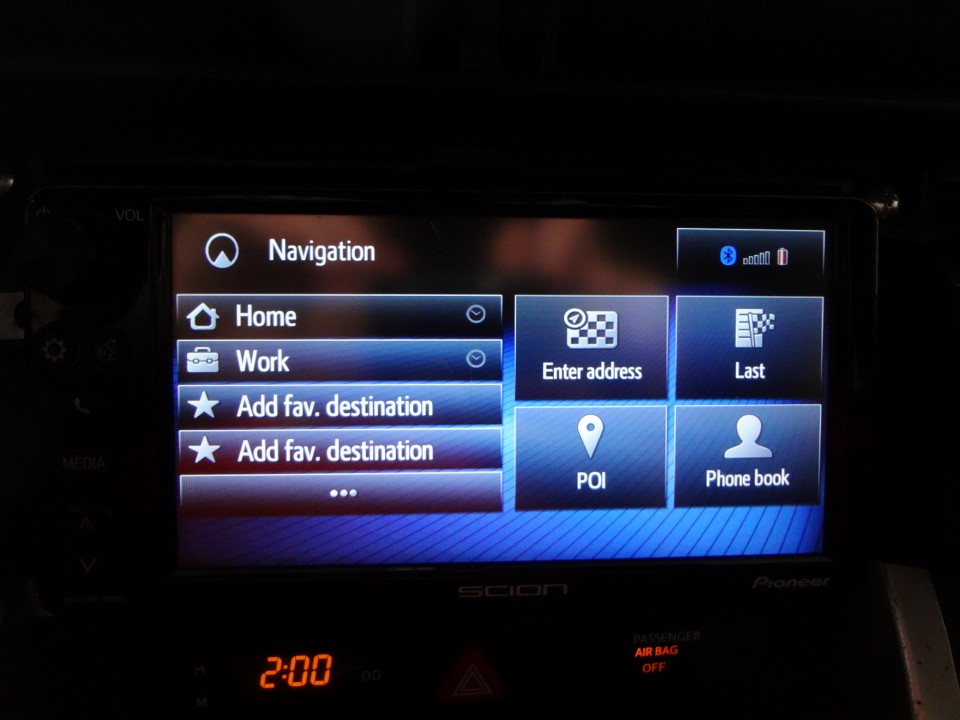 VOL
Navigation
Home
Work
Add fav. destination
Add fav. destination
•••
Enter address
Last
POI
Phone book
MEDIA
SCION
Pioneer
H
2:00
:00
M
PASSENGER
AIR BAG
OFF